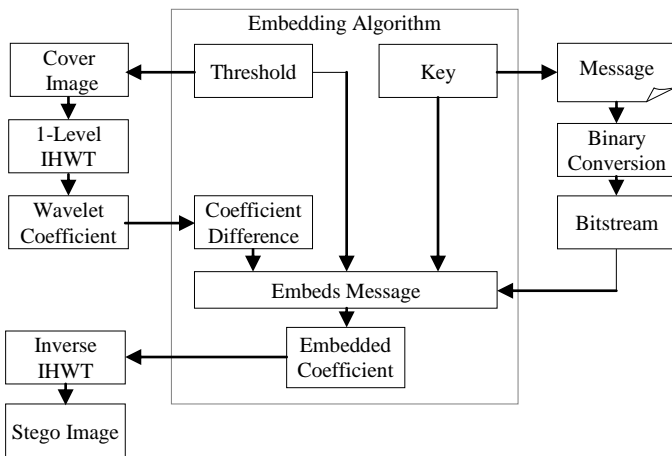 Embedding Algorithm
Cover
Image
Threshold
Key
Message
1-Level
IHWT
Binary
Conversion
Wavelet
Coefficient
Coefficient
Difference
Bitstream
Embeds Message
Inverse
IHWT
Embedded
Coefficient
Stego Image